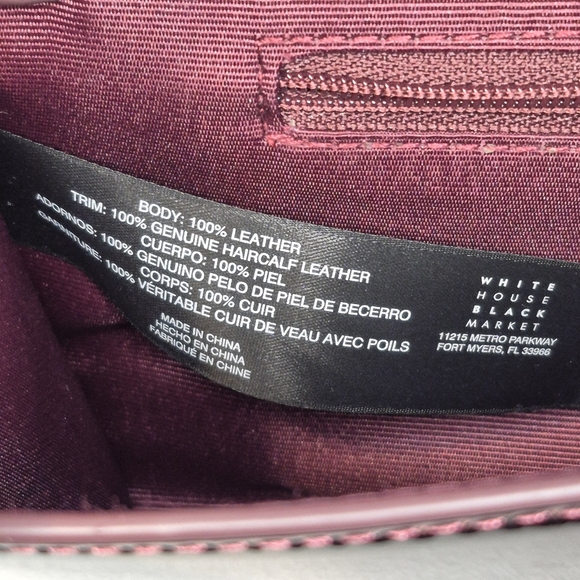 BODY: 100% LEATHER
TRIM: 100% GENUINE HAIRCALF LEATHER
CUERPO: 100% PIEL
ADORNOS: 100% GENUINO PELO DE PIEL DE BECERRO
CORPS: 100% CUIR
GARNITURE: 100% VÉRITABLE CUIR DE VEAU AVEC POILS
MADE IN CHINA
HECHO EN CHINA
FABRIQUÉ EN CHINE
WHITE
HOUSE
BLACK
MARKET
11215 METRO PARKWAY
FORT MYERS, FL 33966